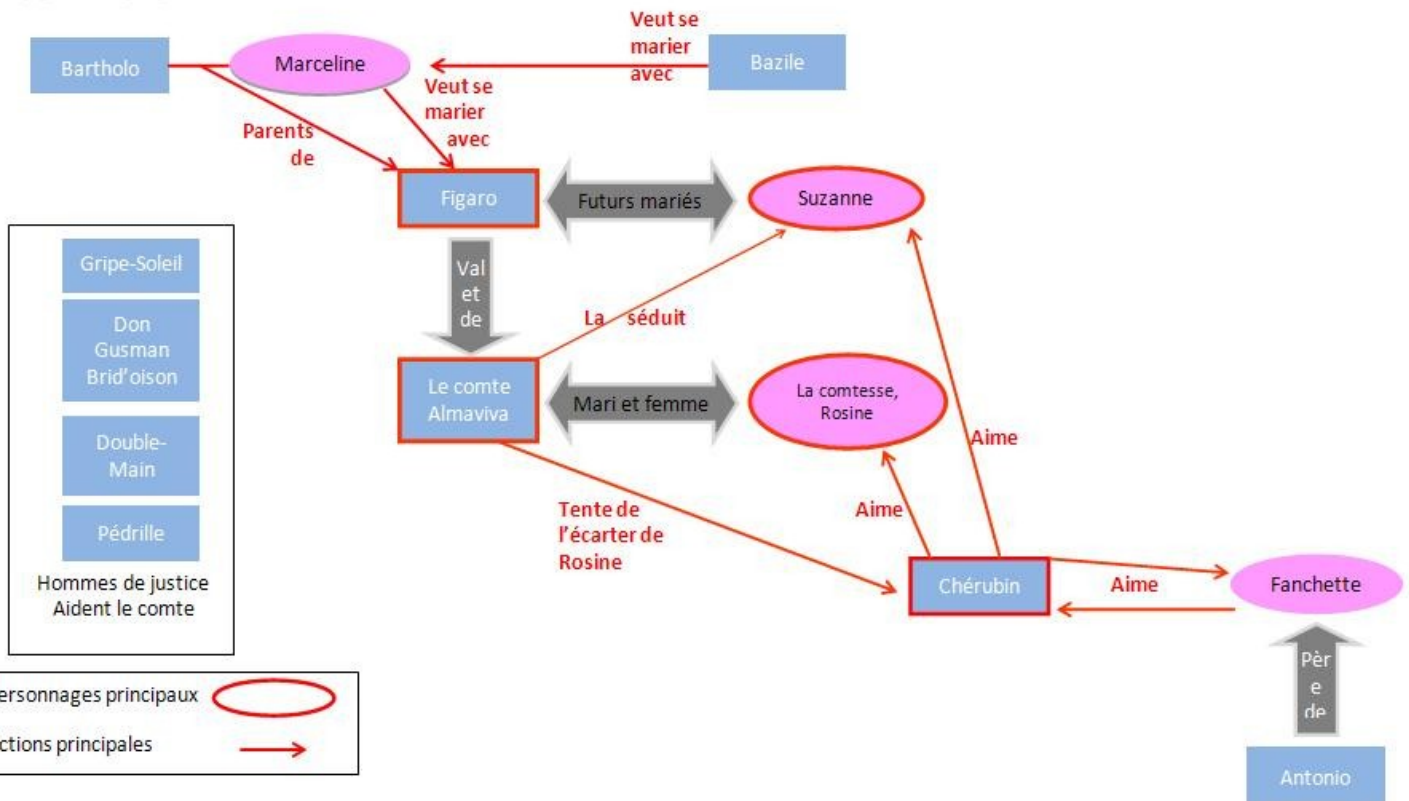 Veut se
marier
avec
Bartholo
Marceline
Bazile
Veut se
marier
avec
Parents
de
Figaro
Futurs mariés
Suzanne
Gripe-Soleil
Don
Gusman
Brid’oison
Double-
Main
Pédrille
Hommes de justice
Aident le comte
Val
et
de
La séduit
Le comte
Almaviva
Mari et femme
La comtesse,
Rosine
Aime
Aime
Tente de
l’écarter de
Rosine
Chérubin
Aime
Fanchette
Pèr
e
de
Antonio
ersonnages principaux
ctions principales